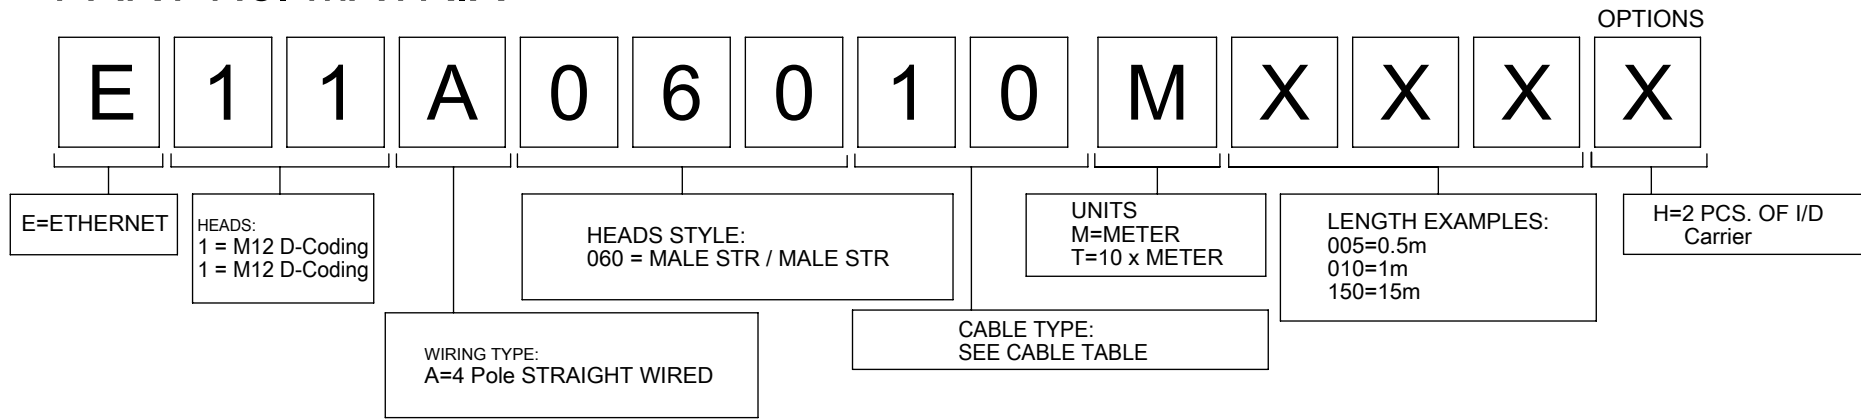 OPTIONS
E 1 1 A 0 6 0 1 0 M X X X X
E=ETHERNET
HEADS:
1 = M12 D-Coding
1 = M12 D-Coding
WIRING TYPE:
A=4 Pole STRAIGHT WIRED
HEADS STYLE:
060 = MALE STR / MALE STR
CABLE TYPE:
SEE CABLE TABLE
UNITS
M=METER
T=10 x METER
LENGTH EXAMPLES:
005=0.5m
010=1m
150=15m
H=2 PCS. OF I/D
Carrier